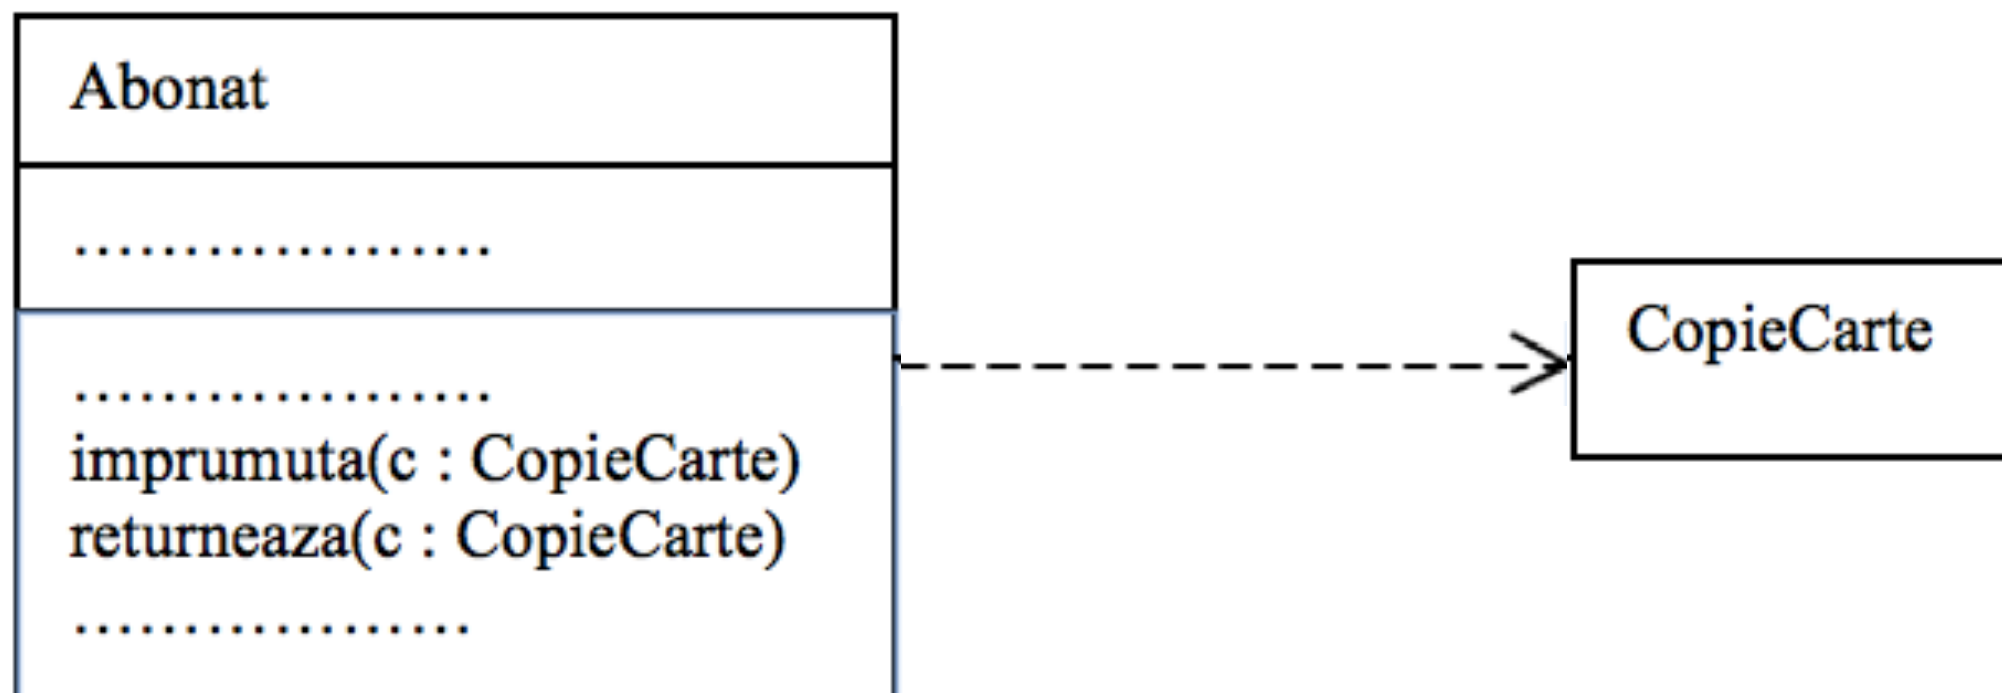 Abonat
...................
...................
imprumuta(c : CopieCarte)
returneaza(c : CopieCarte)
..................
CopieCarte